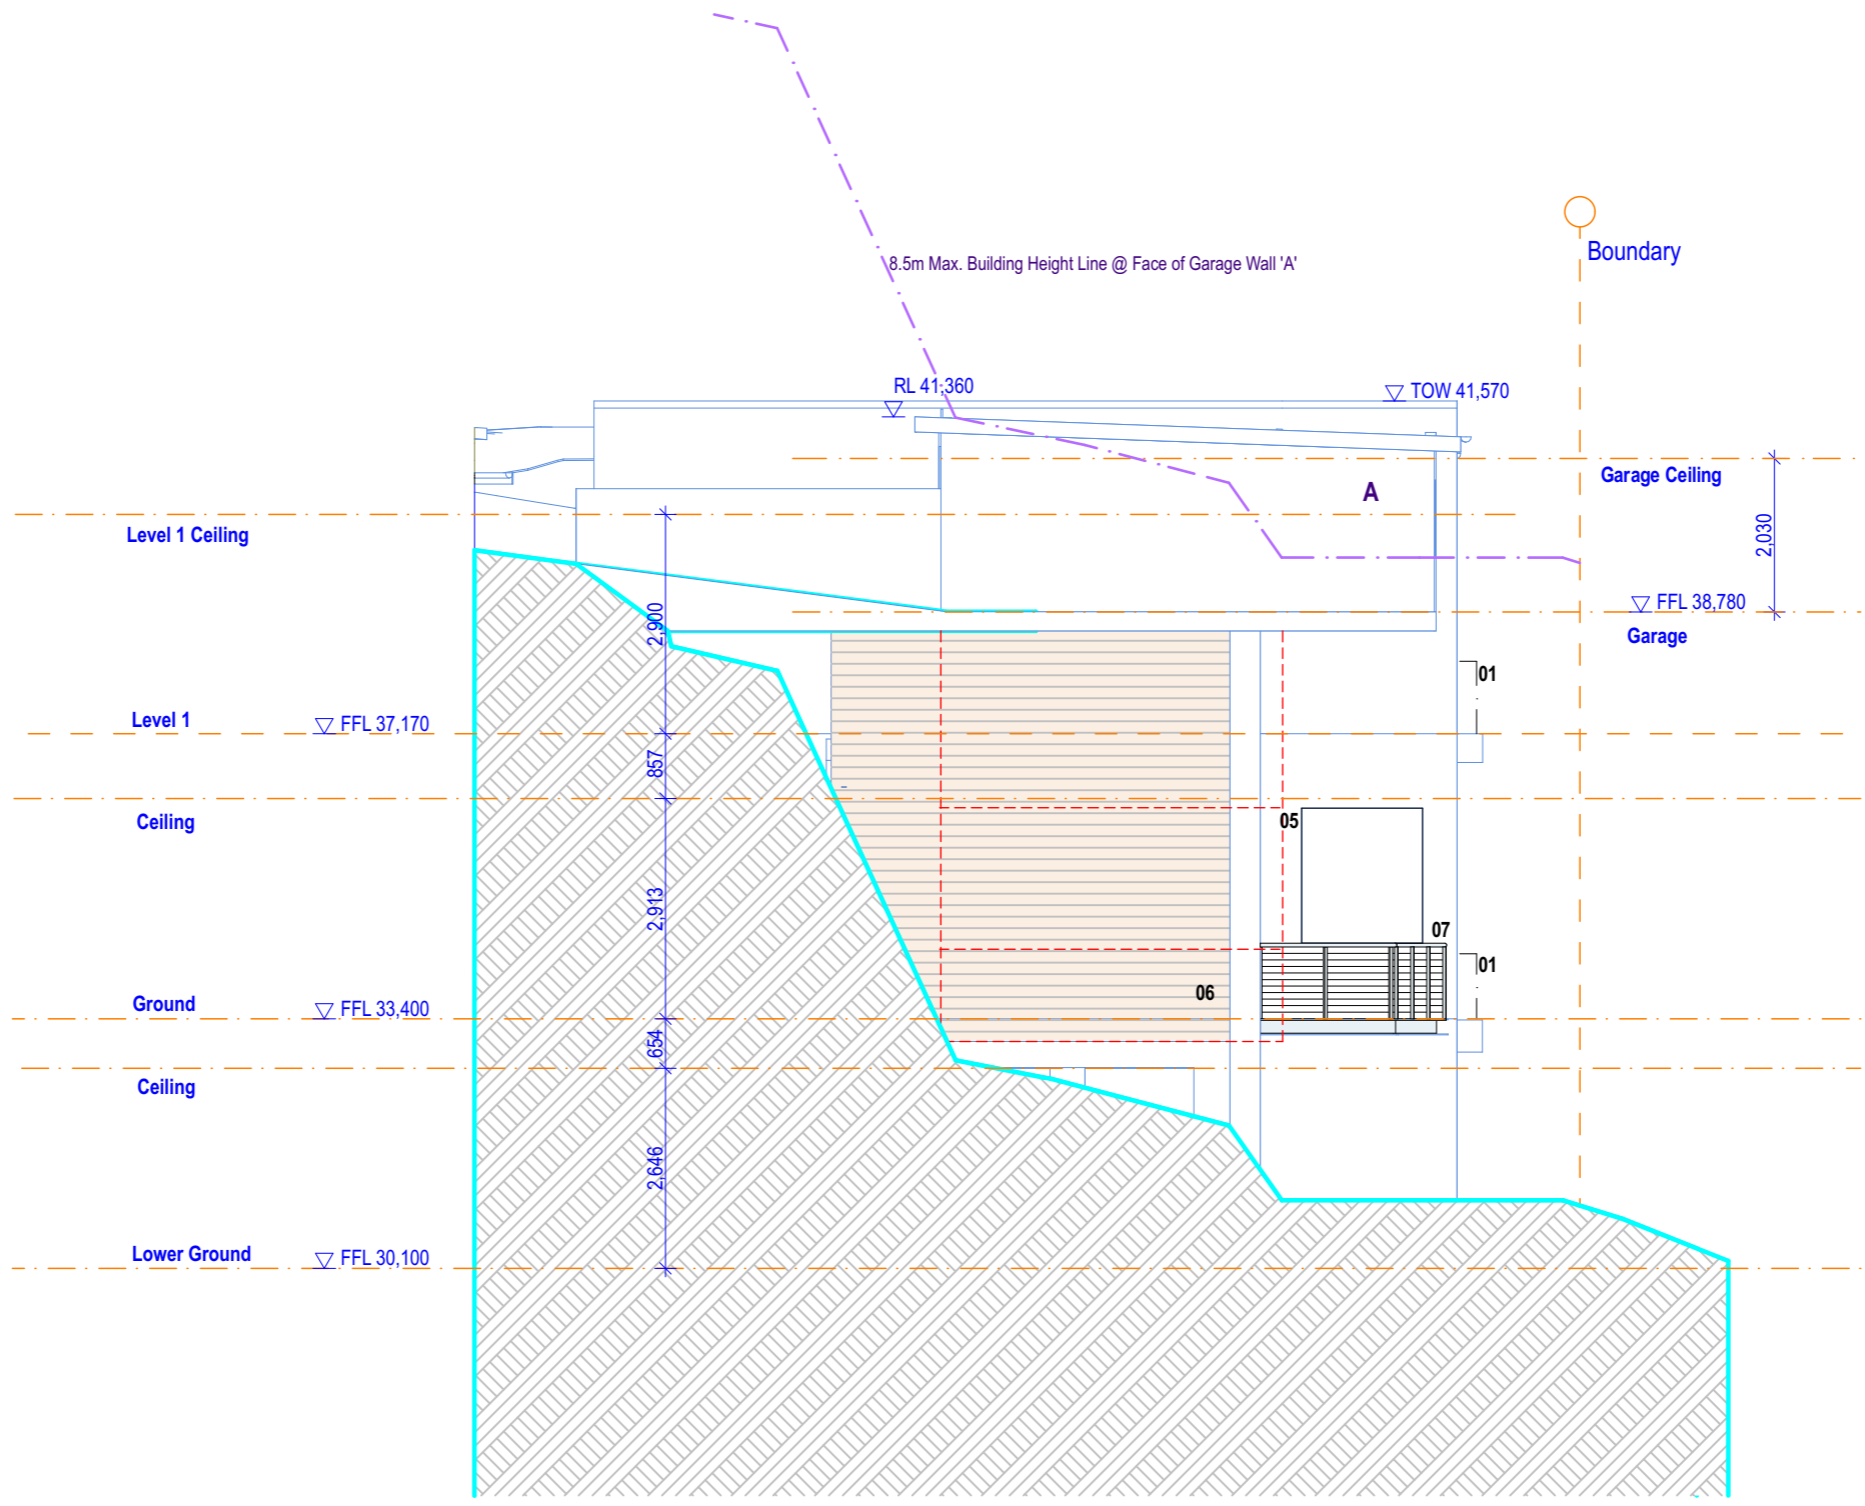 Boundary
8.5m Max. Building Height Line @ Face of Garage Wall 'A'
RL 41,360
TOW 41,570
Garage Ceiling
A
Level 1 Ceiling
2,030
FFL 38,780
Garage
2,900
01
Level 1
FFL 37,170
857
Ceiling
05
2,913
07
01
06
Ground
FFL 33,400
654
Ceiling
2,646
Lower Ground
FFL 30,100